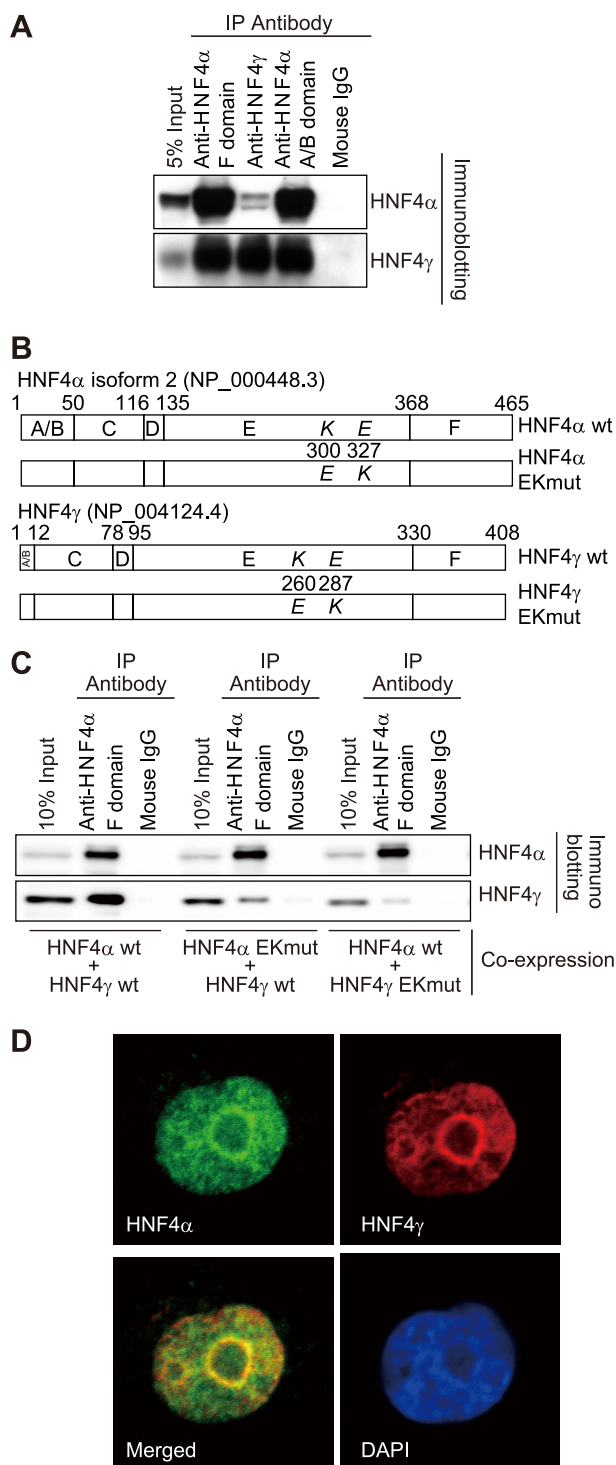 A
IP Antibody
5% Input
Anti-HNF4α
F domain
Anti-HNF4γ
Anti-HNF4α
A/B domain
Mouse IgG
HNF4α
HNF4γ
Immunoblotting
B
HNF4α isoform 2 (NP_000448.3)
1 50 116 135 368 465
A/B C D E K E F HNF4α wt
300 327
E K
HNF4α
EKmut
HNF4γ (NP_004124.4)
1 12 78 95 330 408
A/B C D E K E F HNF4γ wt
260 287
E K
HNF4γ
EKmut
C
IP
Antibody
IP
Antibody
IP
Antibody
10% Input
Anti-HNF4α
F domain
Mouse IgG
10% Input
Anti-HNF4α
F domain
Mouse IgG
10% Input
Anti-HNF4α
F domain
Mouse IgG
HNF4α
HNF4γ
Immuno
blotting
HNF4α wt
+
HNF4γ wt
HNF4α EKmut
+
HNF4γ wt
HNF4α wt
+
HNF4γ EKmut
Co-expression
D
HNF4α
HNF4γ
Merged
DAPI